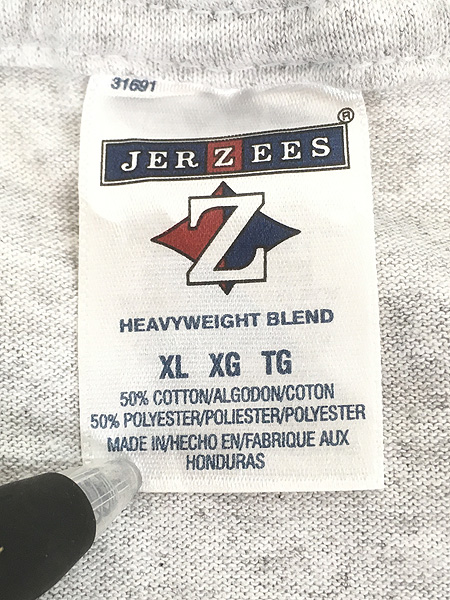 31691
®
JERZEES
Z
HEAVYWEIGHT BLEND
XL XG TG
50% COTTON/ALGODON/COTON
50% POLYESTER/POLIESTER/POLYESTER
MADE IN/HECHO EN/FABRIQUE AUX
HONDURAS